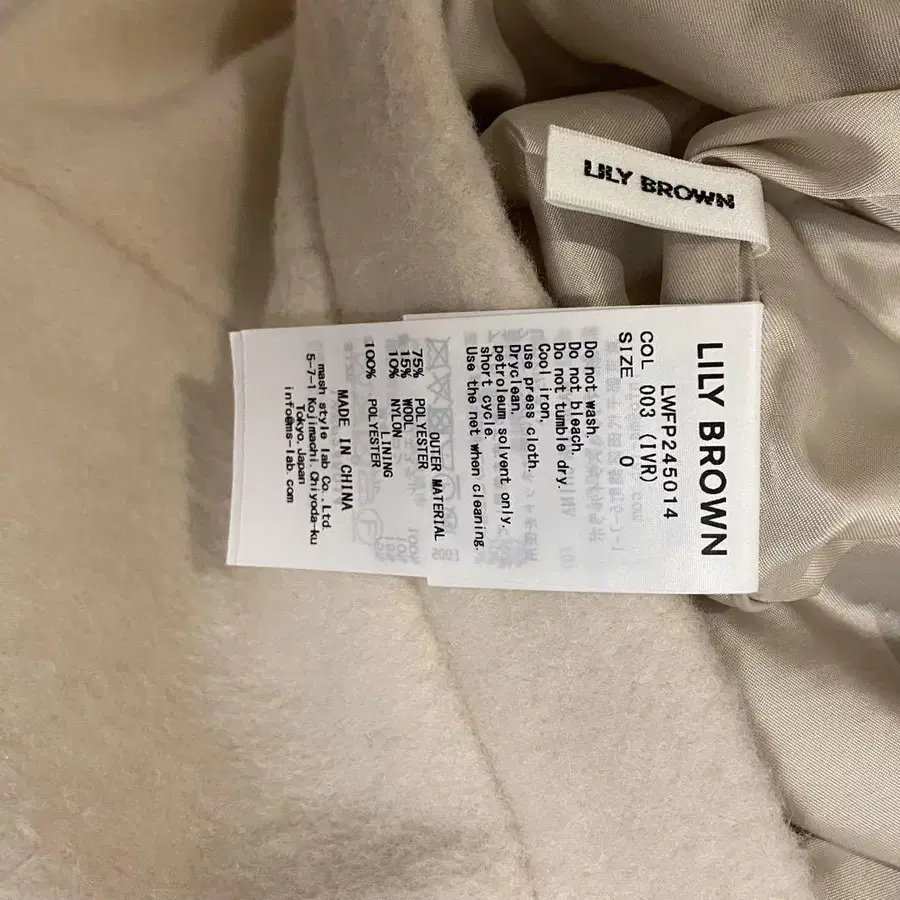 LILY BROWN
LILY BROWN
LWFP245014
COL 003 (IVR)
SIZE 0
Do not wash.
Do not bleach.
Do not tumble dry.
Cool iron.
use press cloth.
Dryclean.
petroleum solvent only.
short cycle.
Use the net when cleaning.
OUTER MATERIAL
75% POLYESTER
15% WOOL
10% NYLON
LINING
100% POLYESTER
MADE IN CHINA
mash style lab Co., Ltd.
5-7-1 Kojimachi. Chiyoda-ku
Tokyo. Japan
info@ms-lab. com